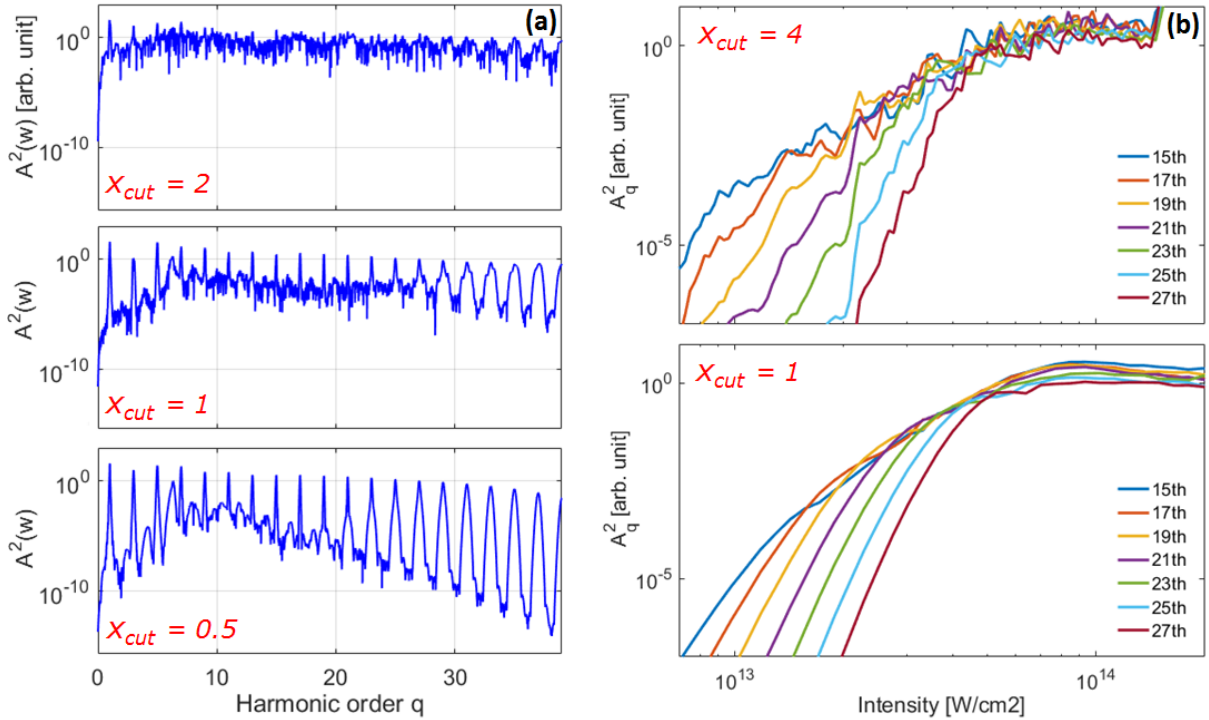 (a)
A²(w) [arb. unit]
10⁰
10⁻¹⁰
x_cut = 2
A²(w)
10⁰
10⁻¹⁰
x_cut = 1
A²(w)
10⁰
10⁻¹⁰
x_cut = 0.5
0 10 20 30
Harmonic order q
(b)
x_cut = 4
A_q² [arb. unit]
10⁰
10⁻⁵
15th
17th
19th
21th
23th
25th
27th
x_cut = 1
A_q² [arb. unit]
10⁰
10⁻⁵
15th
17th
19th
21th
23th
25th
27th
10¹³ 10¹⁴
Intensity [W/cm2]